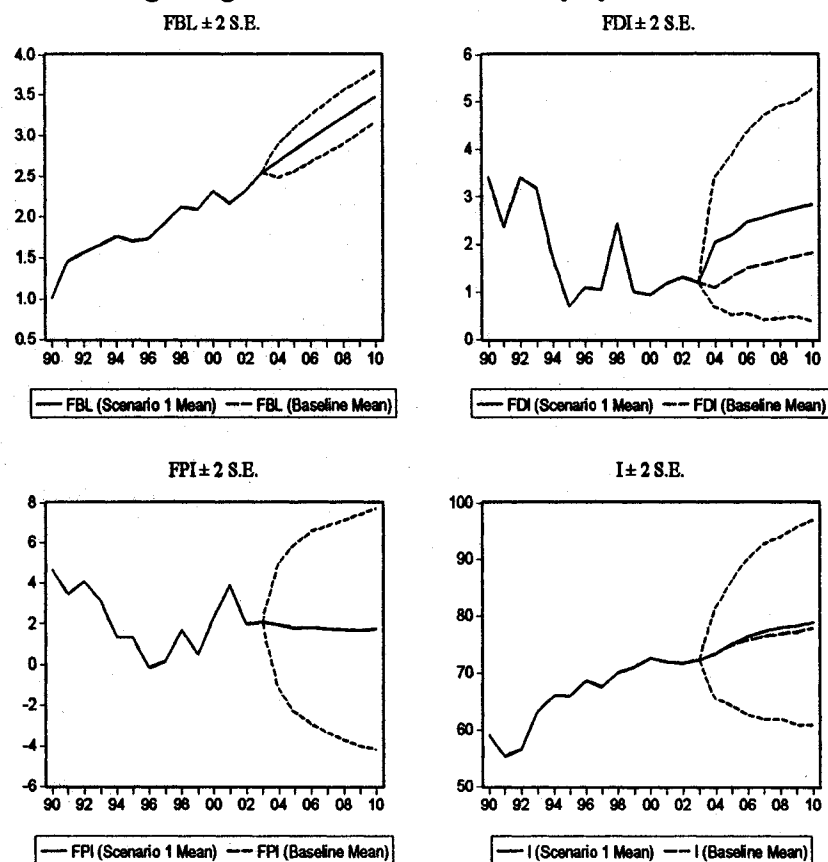 FBL ± 2 S.E.
4.0
3.5
3.0
2.5
2.0
1.5
1.0
0.5
90 92 94 96 98 00 02 04 06 08 10
FBL (Scenario 1 Mean) FBL (Baseline Mean)
FDI ± 2 S.E.
6
5
4
3
2
1
0
90 92 94 96 98 00 02 04 06 08 10
FDI (Scenario 1 Mean) FDI (Baseline Mean)
FPI ± 2 S.E.
8
6
4
2
0
-2
-4
-6
90 92 94 96 98 00 02 04 06 08 10
FPI (Scenario 1 Mean) FPI (Baseline Mean)
I ± 2 S.E.
100
90
80
70
60
50
90 92 94 96 98 00 02 04 06 08 10
I (Scenario 1 Mean) I (Baseline Mean)